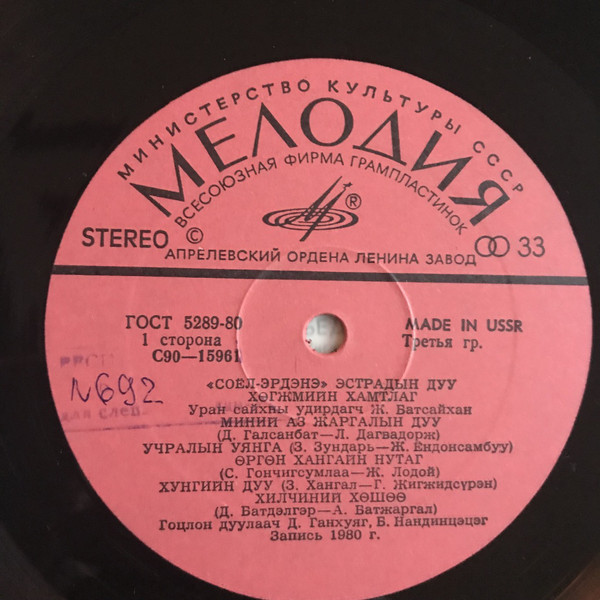 МИНИСТЕРСТВО КУЛЬТУРЫ СССР
МЕЛОДИЯ
ВСЕСОЮЗНАЯ ФИРМА ГРАМПЛАСТИНОК
®
STEREO ©
33
АПРЕЛЕВСКИЙ ОРДЕНА ЛЕНИНА ЗАВОД
ГОСТ 5289-80
MADE IN USSR
1 сторона
Третья гр.
С90—15961
№692
«СОЕЛ-ЭРДЭНЭ» ЭСТРАДЫН ДУУ
ХӨГЖМИЙН ХАМТЛАГ
Уран сайхны удирдагч Ж. Батсайхан
МИНИЙ АЗ ЖАРГАЛЫН ДУУ
(Д. Галсанбат—Л. Дагвадорж)
УЧРАЛЫН УЯНГА (З. Зундарь—Ж. Ёндонсамбуу)
ӨРГӨН ХАНГАЙН НУТАГ
(С. Гончигсумлаа—Ж. Лодой)
ХУНГИЙН ДУУ (З. Хангал—Г. Жигжидсүрэн)
ХИЛЧИНИЙ ХӨШӨӨ
(Д. Батдэлгэр—А. Батжаргал)
Гоцлон дуулаач Д. Ганхуяг, Б. Нандинцэцэг
Запись 1980 г.